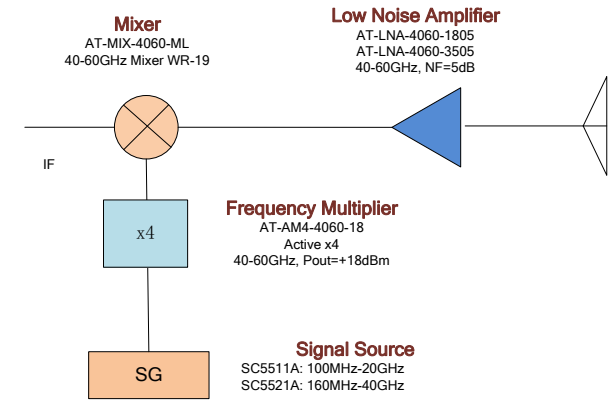 Mixer
AT-MIX-4060-ML
40-60GHz Mixer WR-19
Low Noise Amplifier
AT-LNA-4060-1805
AT-LNA-4060-3505
40-60GHz, NF=5dB
IF
x4
Frequency Multiplier
AT-AM4-4060-18
Active x4
40-60GHz, Pout=+18dBm
SG
Signal Source
SC5511A: 100MHz-20GHz
SC5521A: 160MHz-40GHz